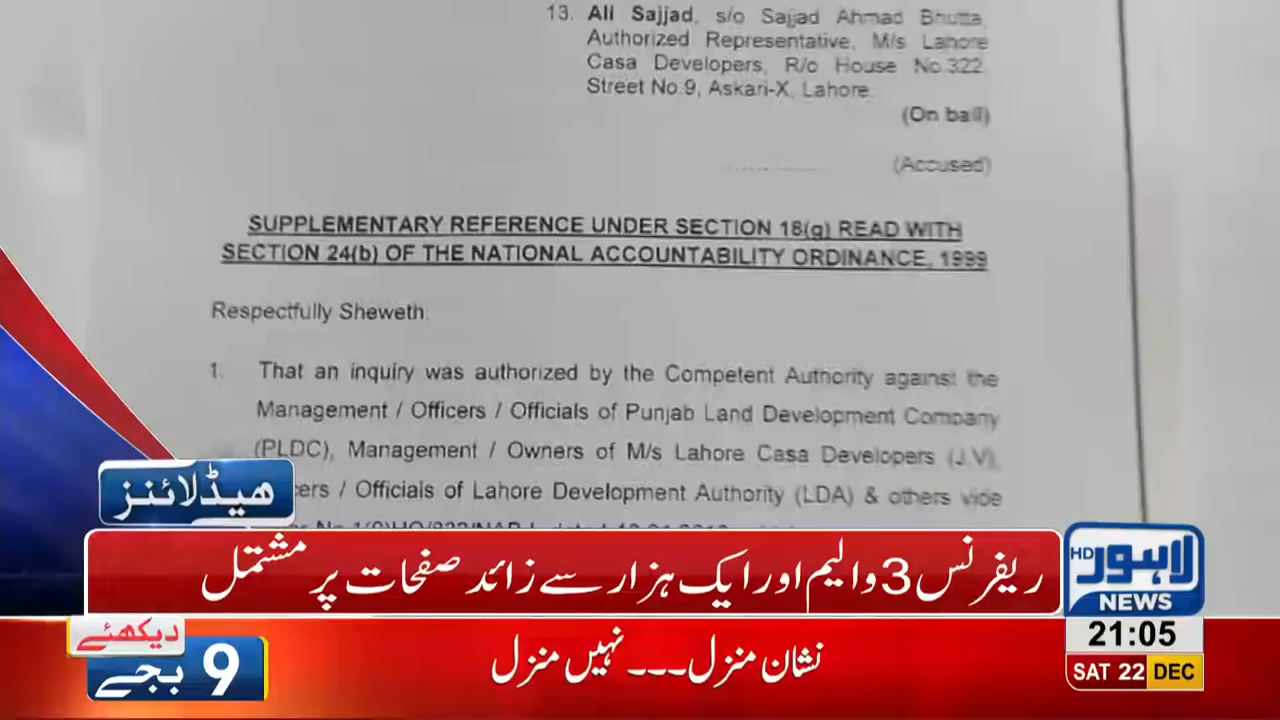 13. Ali Sajjad, s/o Sajjad Ahmad Bhutta,
Authorized Representative, M/s Lahore
Casa Developers, R/o House No.322
Street No.9, Askari-X, Lahore
(On bail)
(Accused)
SUPPLEMENTARY REFERENCE UNDER SECTION 18(g) READ WITH
SECTION 24(b) OF THE NATIONAL ACCOUNTABILITY ORDINANCE, 1999
Respectfully Sheweth
1. That an inquiry was authorized by the Competent Authority against the
Management / Officers / Officials of Punjab Land Development Company
(PLDC), Management / Owners of M/s Lahore Casa Developers (J.V),
/ Officials of Lahore Development Authority (LDA) & others vide
ھیڈلائنز
ریفرنس 3 والیم اور ایک ہزار سے زائد صفحات پر مشتمل
لاہور HD
NEWS
21:05
SAT 22 DEC
دیکھئے
9 بجے
نشان منزل ۔۔۔ نہیں منزل